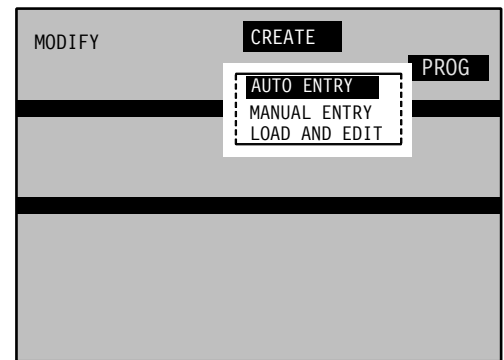 MODIFY CREATE
PROG
AUTO ENTRY
MANUAL ENTRY
LOAD AND EDIT